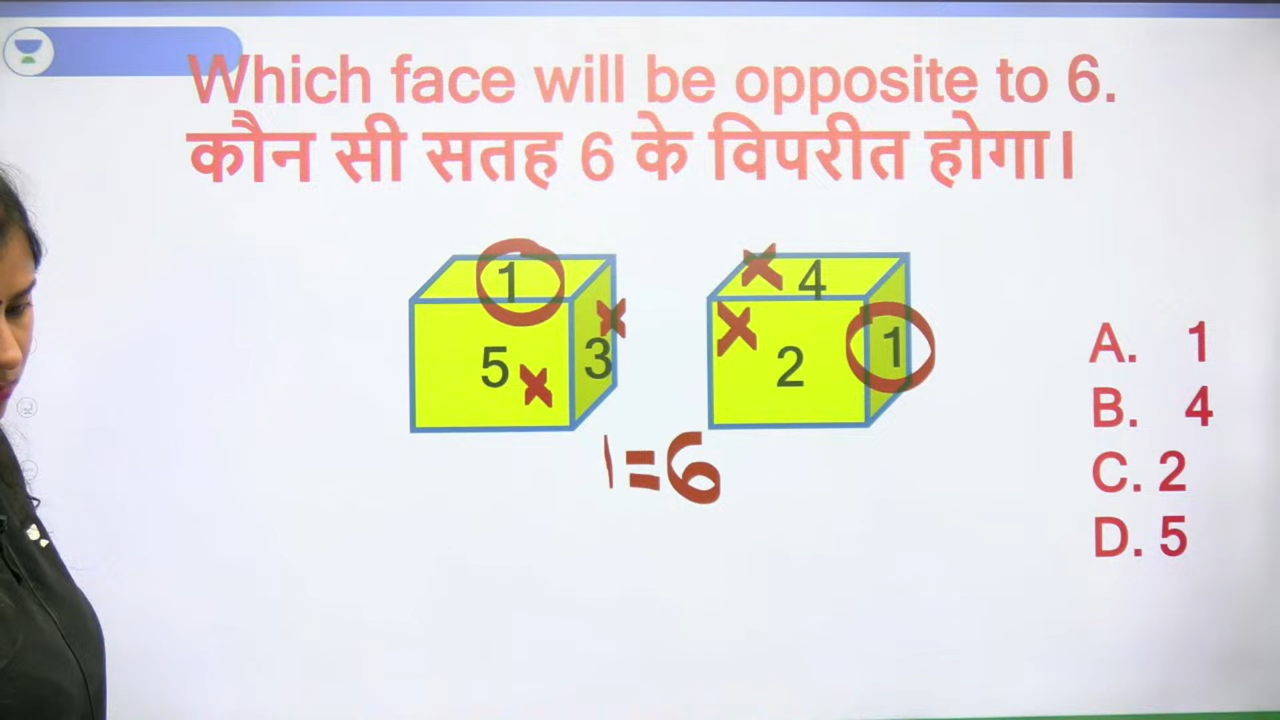 Which face will be opposite to 6.
कौन सी सतह 6 के विपरीत होगा।
1
5
3
4
2
1
1=6
A. 1
B. 4
C. 2
D. 5